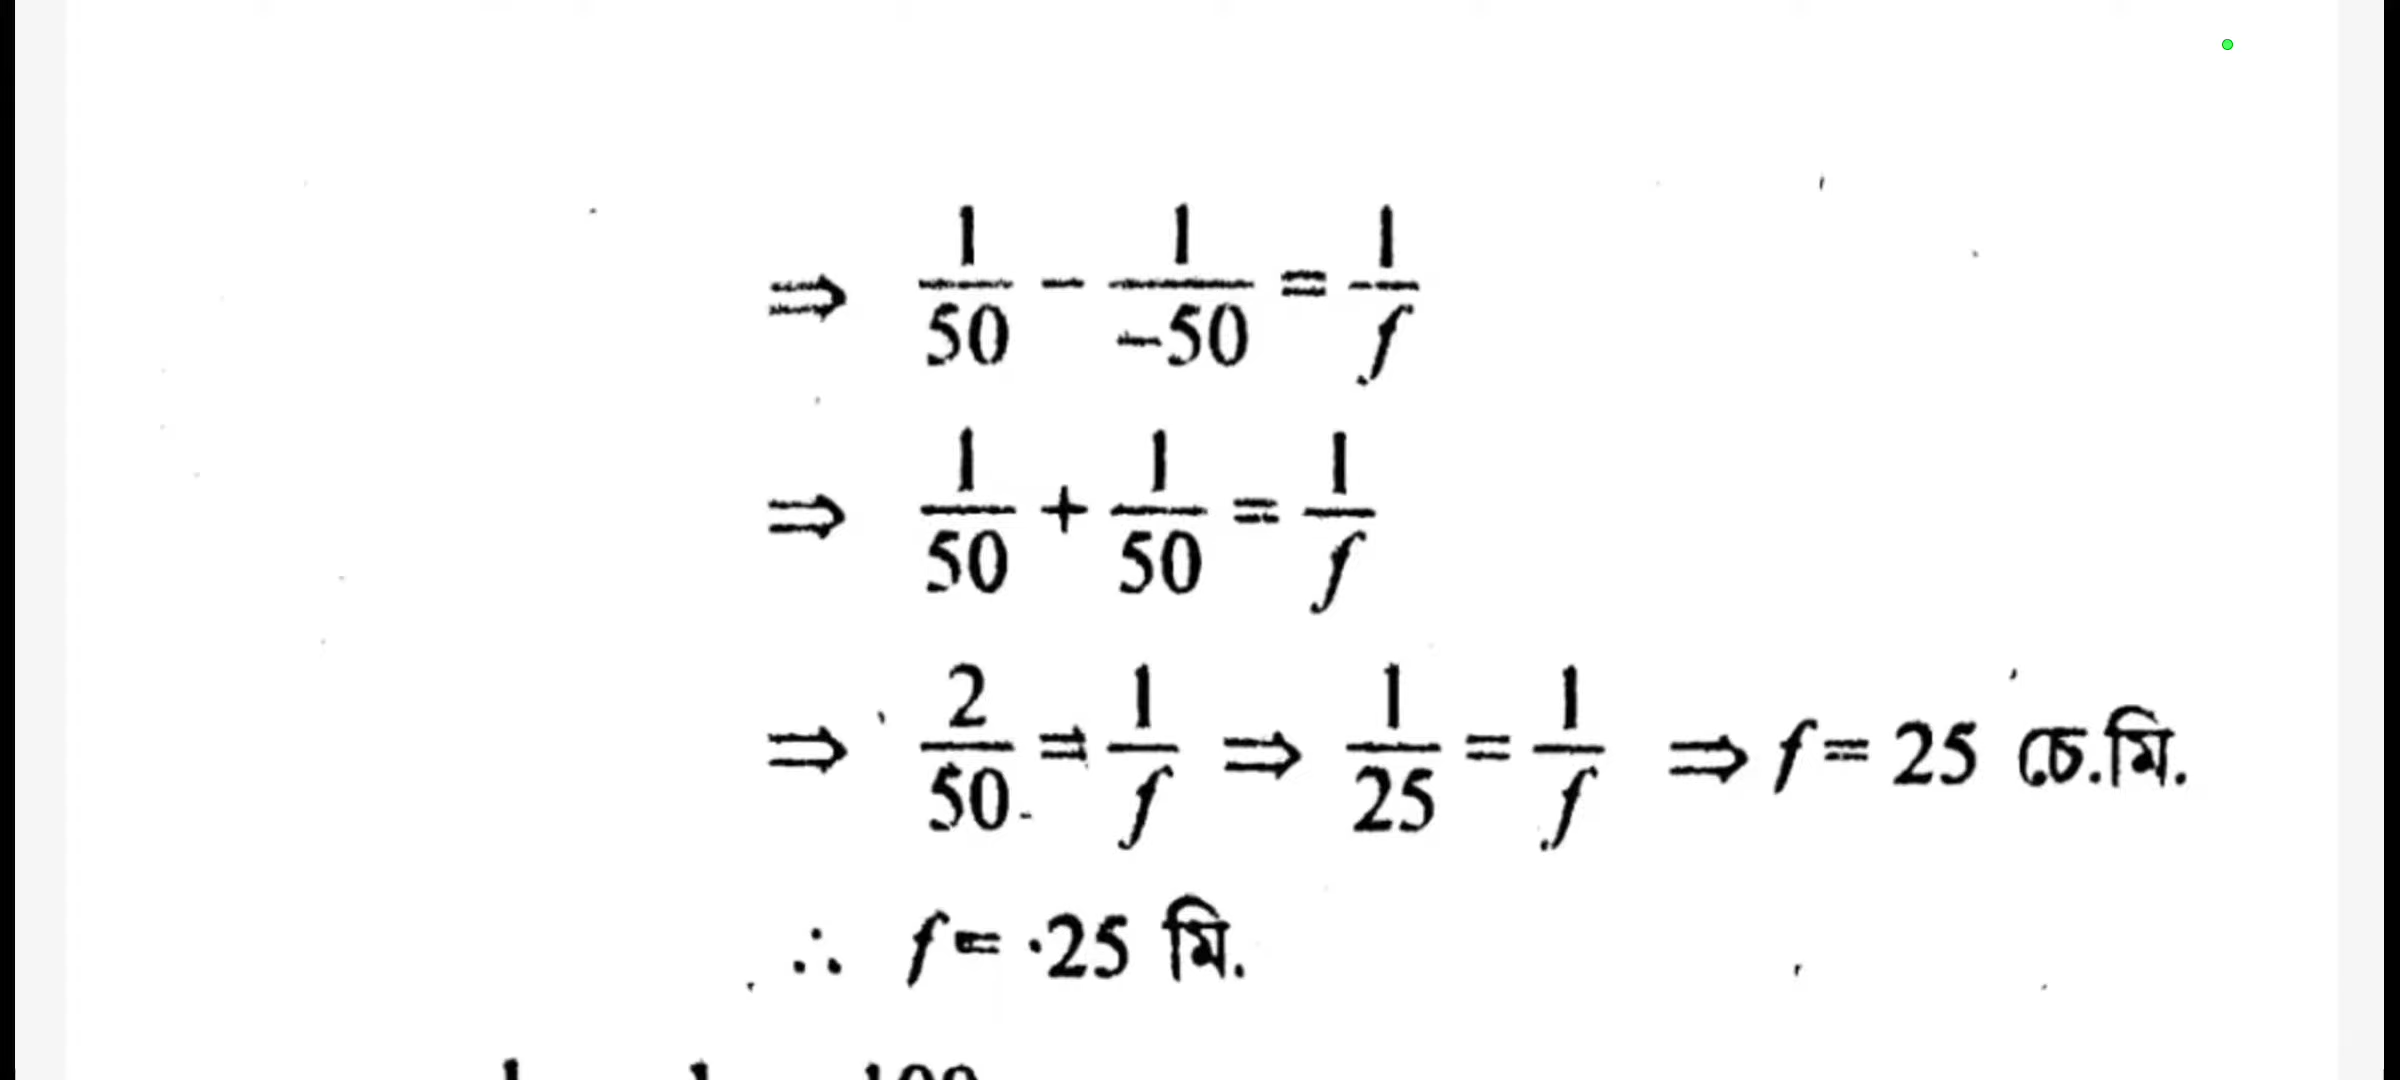 ⇒ 1/50 − 1/−50 = 1/f
⇒ 1/50 + 1/50 = 1/f
⇒ 2/50 = 1/f ⇒ 1/25 = 1/f ⇒ f = 25 চে.মি.
∴ f = ·25 মি.